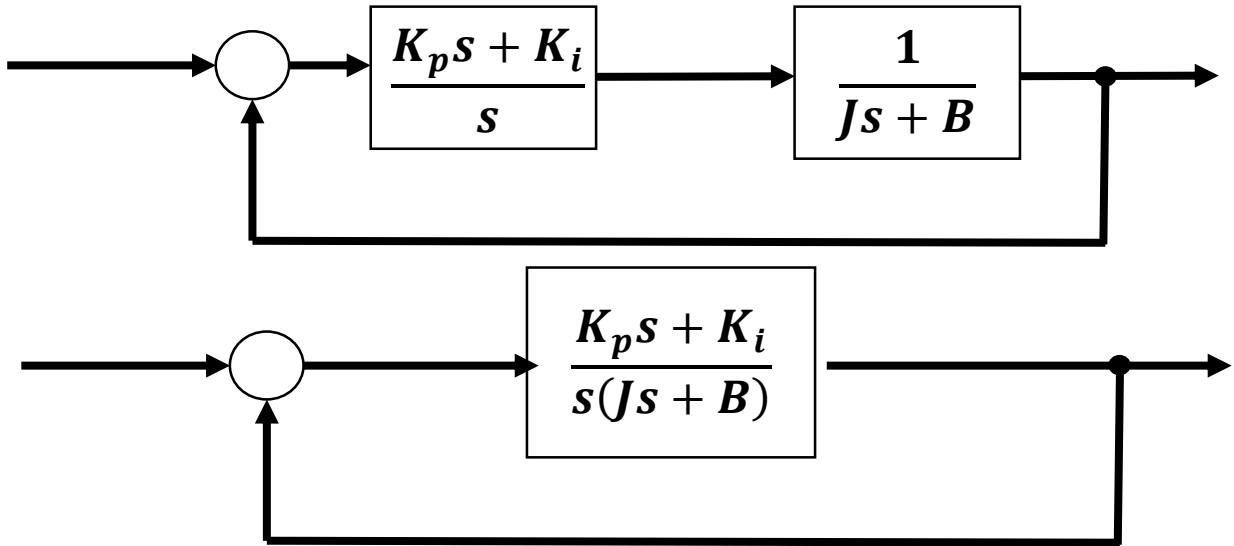 K_p s + K_i
s
1
Js + B
K_p s + K_i
s(Js + B)